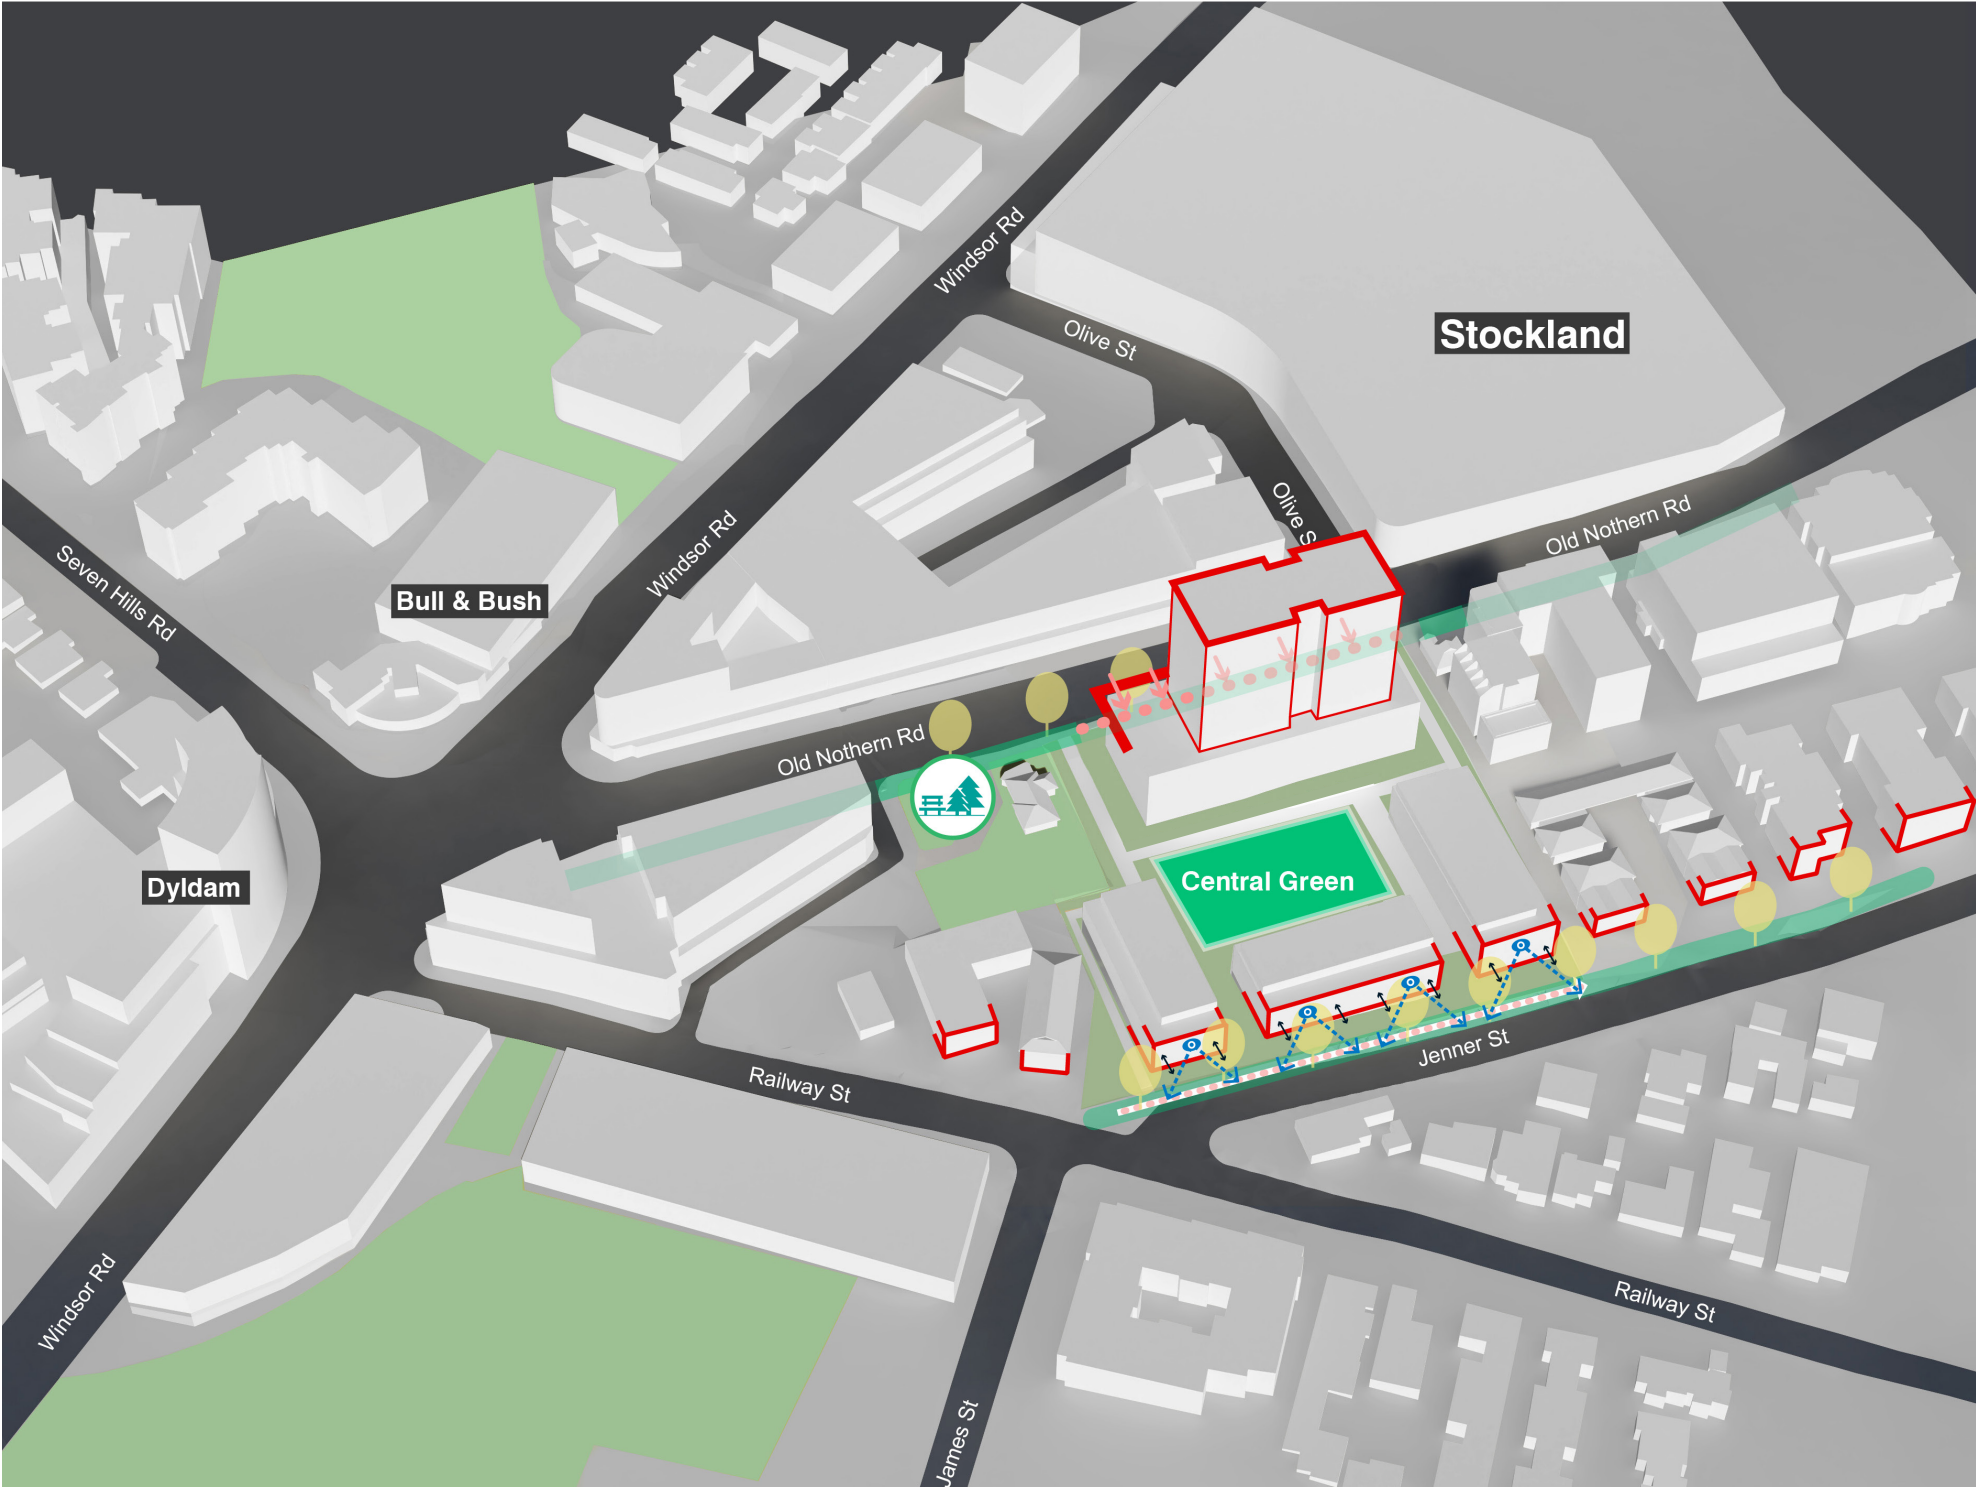 Windsor Rd
Olive St
Stockland
Olive S
Old Nothern Rd
Windsor Rd
Seven Hills Rd
Bull & Bush
Old Nothern Rd
Dyldam
Central Green
Jenner St
Railway St
Windsor Rd
Railway St
James St